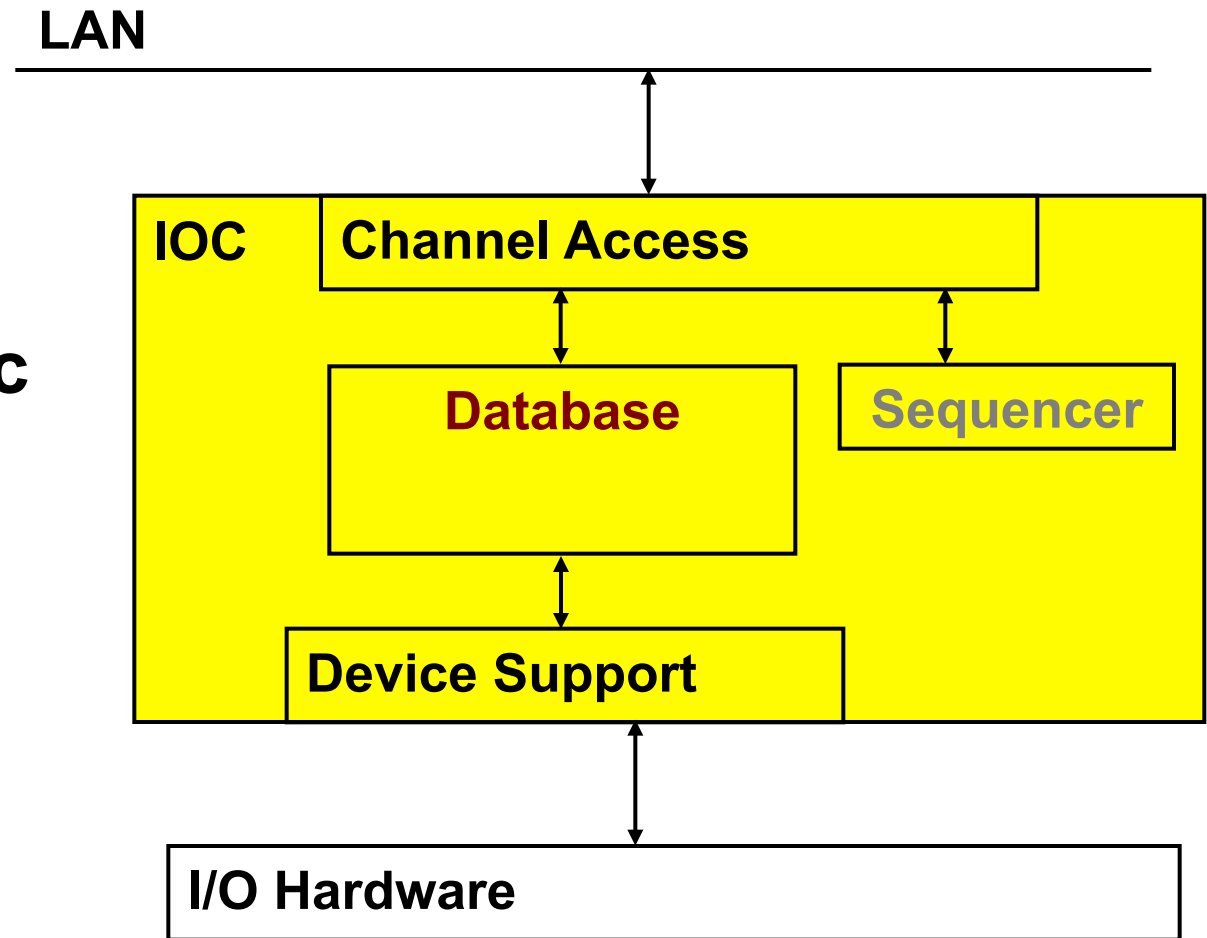 LAN
IOC
Channel Access
c
Database
Sequencer
Device Support
I/O Hardware